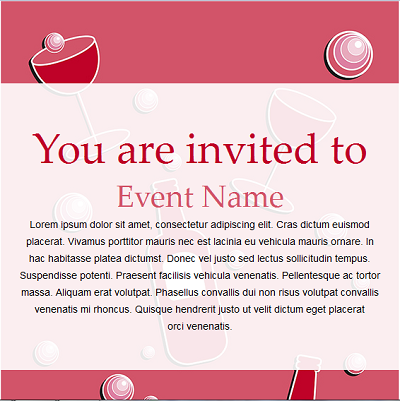 You are invited to
Event Name
Lorem ipsum dolor sit amet, consectetur adipiscing elit. Cras dictum euismod
placerat. Vivamus porttitor mauris nec est lacinia eu vehicula mauris ornare. In
hac habitasse platea dictumst. Donec vel justo sed lectus sollicitudin tempus.
Suspendisse potenti. Praesent facilisis vehicula venenatis. Pellentesque ac tortor
massa. Aliquam erat volutpat. Phasellus convallis dui non risus volutpat convallis
venenatis mi rhoncus. Quisque hendrerit justo ut velit dictum eget placerat
orci venenatis.